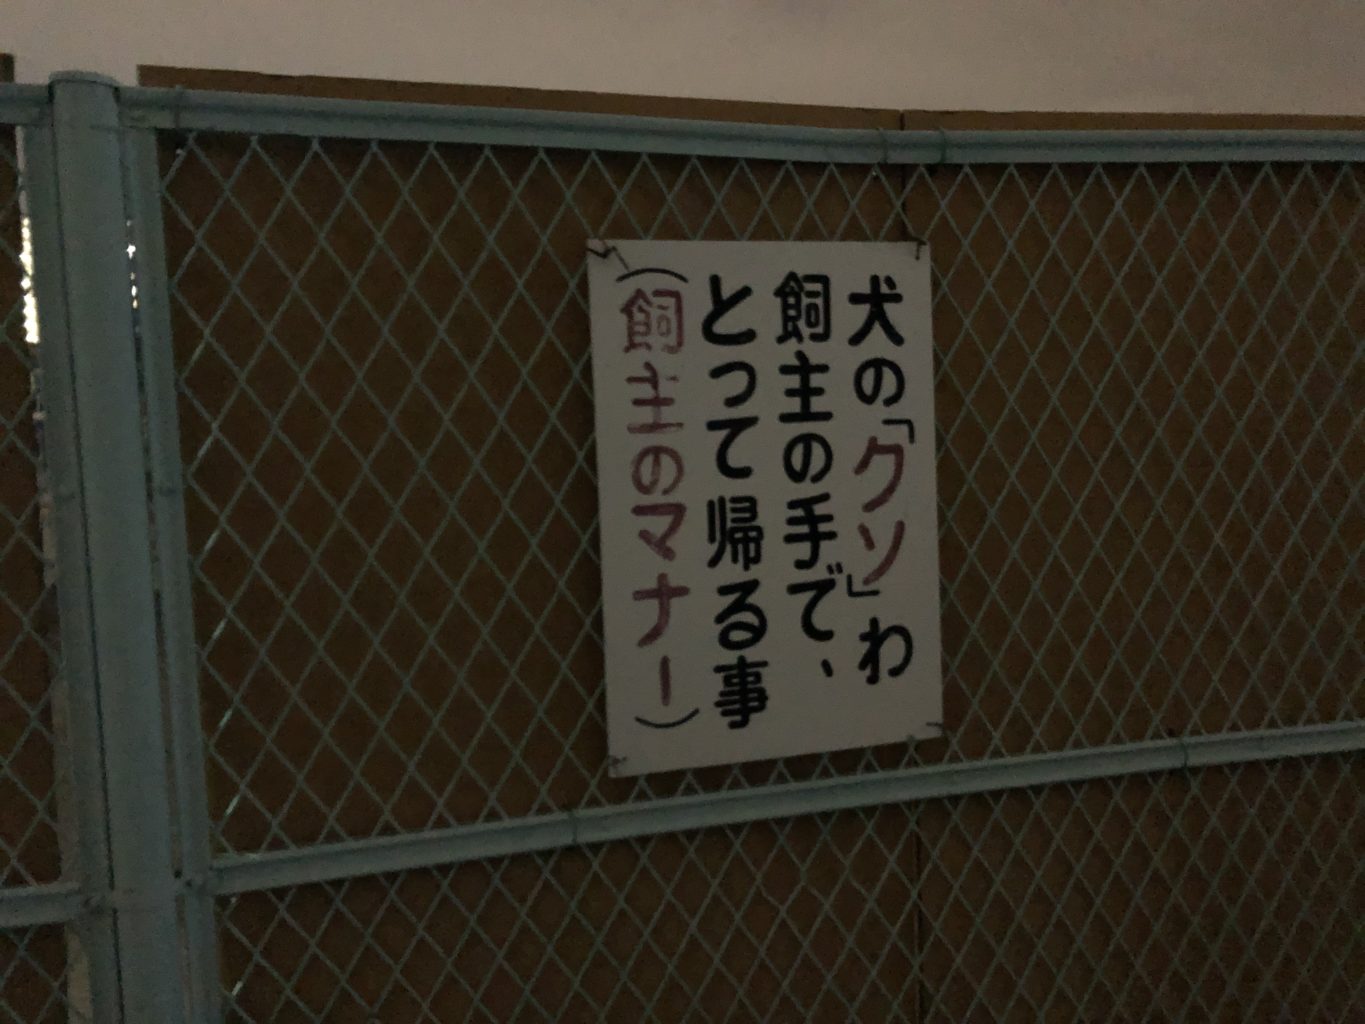 犬の「クソ」わ
飼主の手で、
とって帰る事
(飼主のマナー)